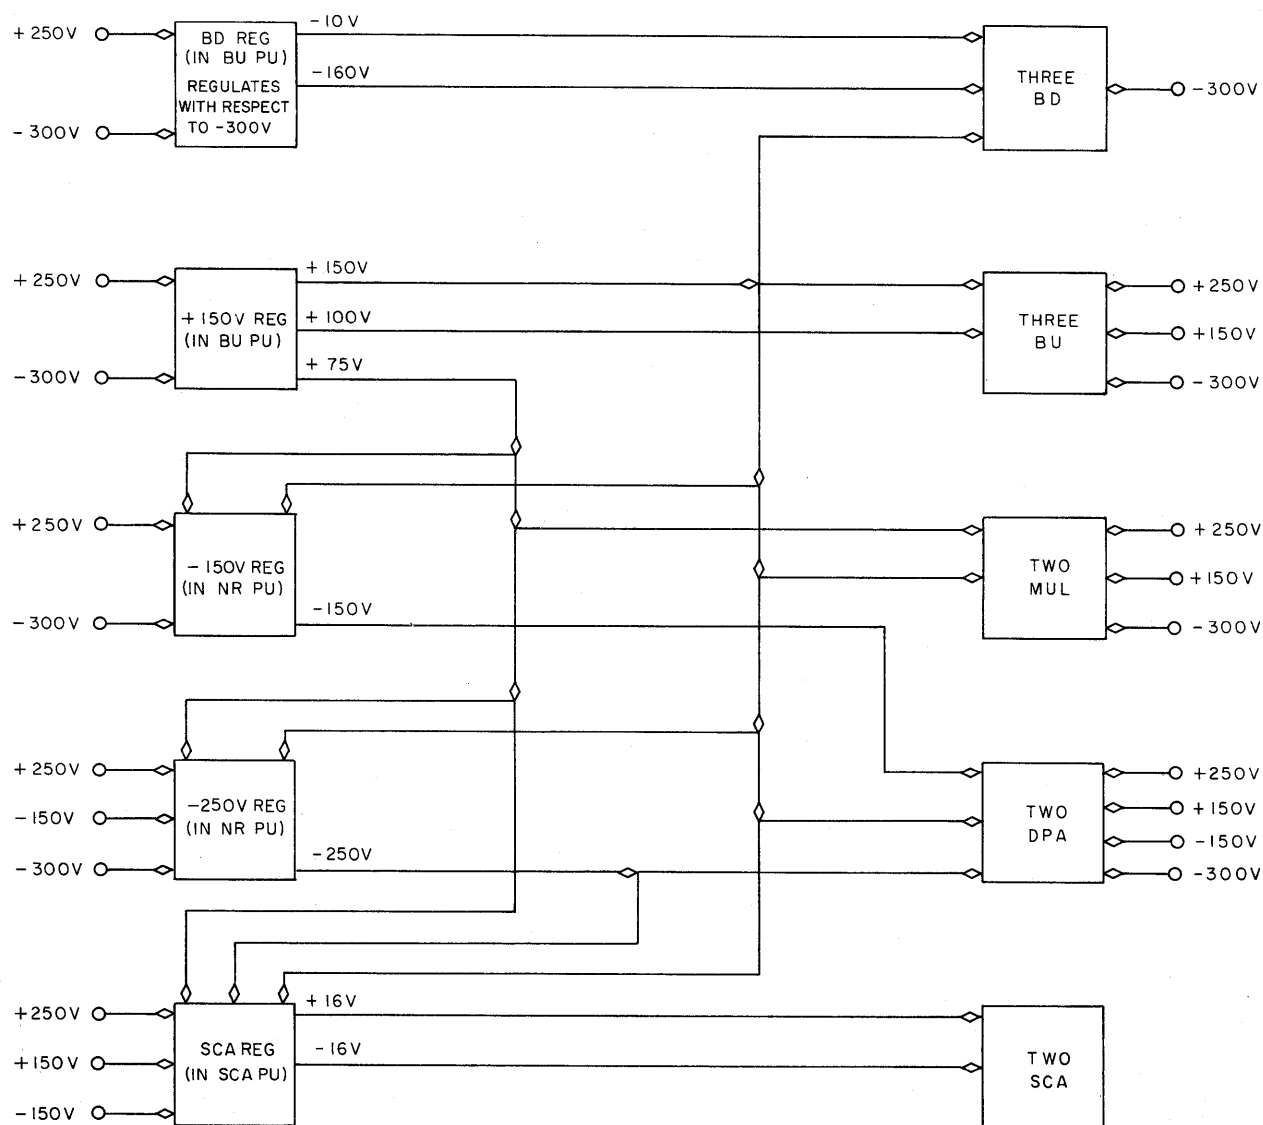 +250V
-300V
BD REG
(IN BU PU)
REGULATES
WITH RESPECT
TO -300V
-10V
-160V
THREE
BD
-300V
+250V
-300V
+150V REG
(IN BU PU)
+150V
+100V
+75V
THREE
BU
+250V
+150V
-300V
+250V
-300V
-150V REG
(IN NR PU)
-150V
TWO
MUL
+250V
+150V
-300V
+250V
-150V
-300V
-250V REG
(IN NR PU)
-250V
TWO
DPA
+250V
+150V
-150V
-300V
+250V
+150V
-150V
SCA REG
(IN SCA PU)
+16V
-16V
TWO
SCA